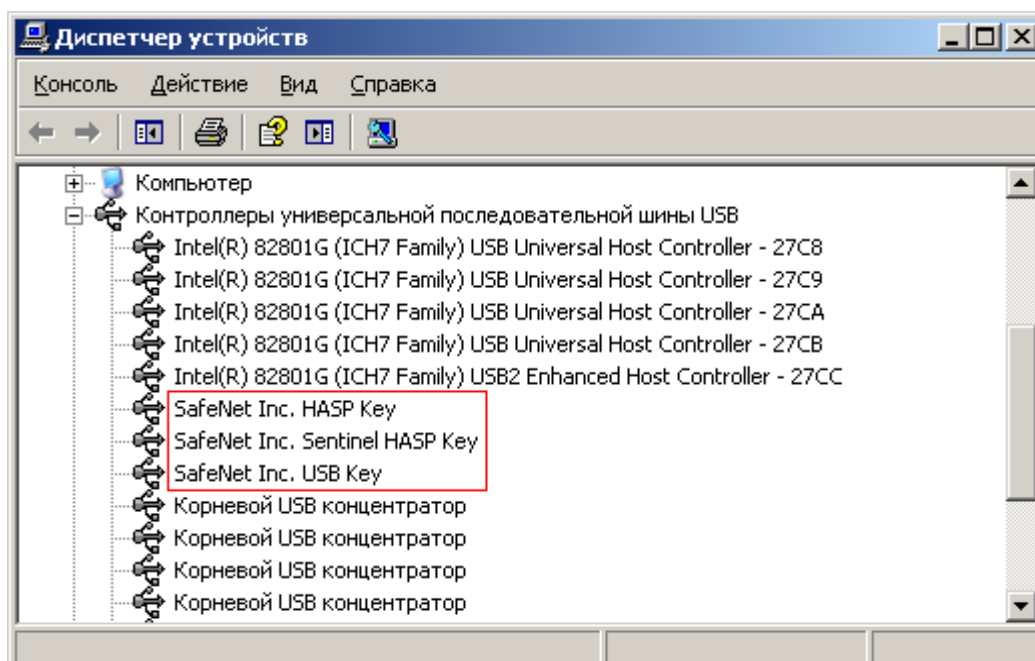 Диспетчер устройств
Консоль Действие Вид Справка
Компьютер
Контроллеры универсальной последовательной шины USB
Intel(R) 82801G (ICH7 Family) USB Universal Host Controller - 27C8
Intel(R) 82801G (ICH7 Family) USB Universal Host Controller - 27C9
Intel(R) 82801G (ICH7 Family) USB Universal Host Controller - 27CA
Intel(R) 82801G (ICH7 Family) USB Universal Host Controller - 27CB
Intel(R) 82801G (ICH7 Family) USB2 Enhanced Host Controller - 27CC
SafeNet Inc. HASP Key
SafeNet Inc. Sentinel HASP Key
SafeNet Inc. USB Key
Корневой USB концентратор
Корневой USB концентратор
Корневой USB концентратор
Корневой USB концентратор